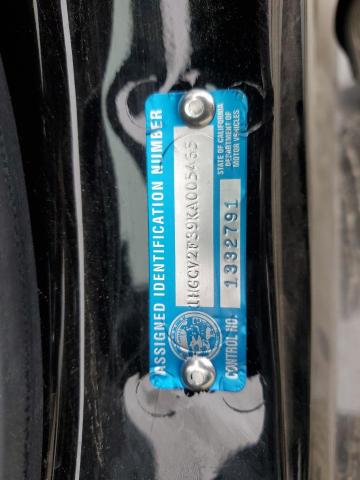 ASSIGNED IDENTIFICATION NUMBER
1HGCV2F39KA005465
STATE OF CALIFORNIA
DEPARTMENT OF
MOTOR VEHICLES
CONTROL NO. 1332791